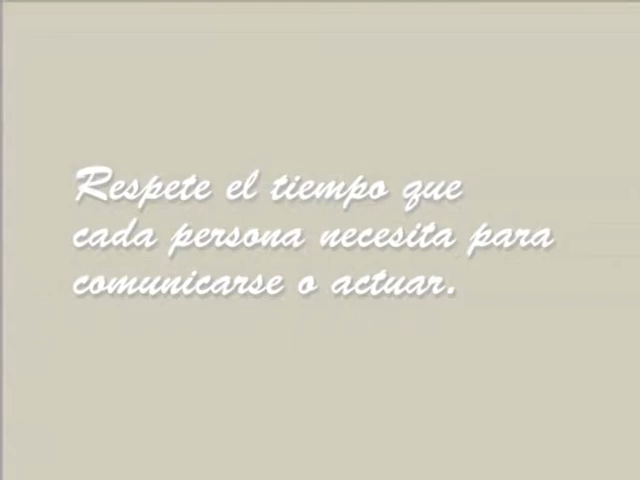 Respete el tiempo que
cada persona necesita para
comunicarse o actuar.